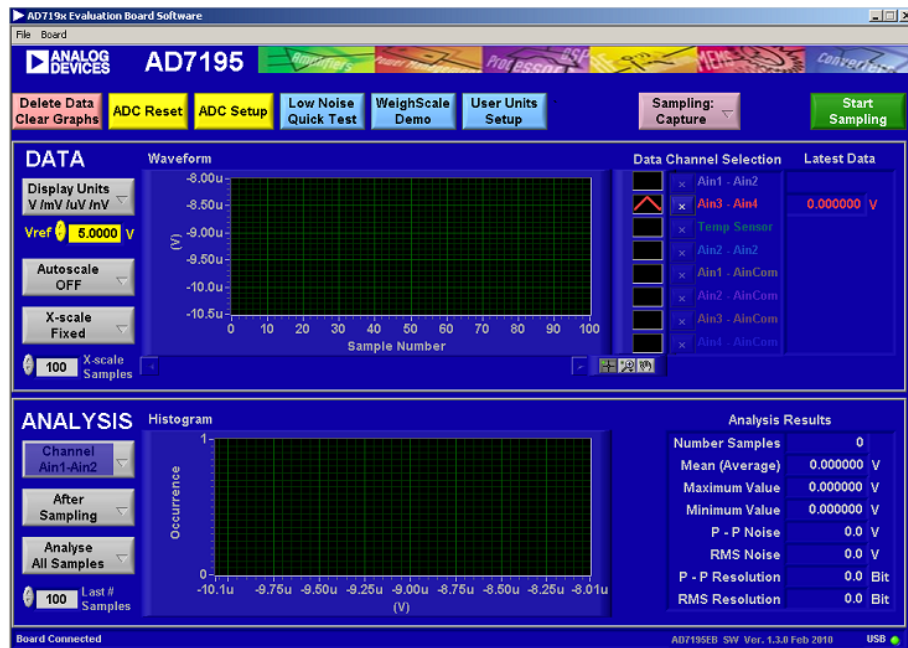 AD719x Evaluation Board Software
File Board
ANALOG DEVICES
AD7195
Amplifiers
Power Management
Processors
DSP
MEMS
Converters
Delete Data
Clear Graphs
ADC Reset
ADC Setup
Low Noise
Quick Test
WeighScale
Demo
User Units
Setup
Sampling:
Capture
Start
Sampling
DATA
Waveform
Data Channel Selection
Latest Data
Display Units
V /mV /uV /nV
Vref 5.0000 V
Autoscale
OFF
X-scale
Fixed
100 X-scale
Samples
(V)
-8.00u
-8.50u
-9.00u
-9.50u
-10.0u
-10.5u
0 10 20 30 40 50 60 70 80 90 100
Sample Number
Ain1 - Ain2
Ain3 - Ain4 0.000000 V
Temp Sensor
Ain2 - Ain2
Ain1 - AinCom
Ain2 - AinCom
Ain3 - AinCom
Ain4 - AinCom
ANALYSIS
Histogram
Channel
Ain1-Ain2
After
Sampling
Analyse
All Samples
100 Last #
Samples
Occurrence
1
0
-10.1u -9.75u -9.50u -9.25u -9.00u -8.75u -8.50u -8.25u -8.01u
(V)
Analysis Results
Number Samples 0
Mean (Average) 0.000000 V
Maximum Value 0.000000 V
Minimum Value 0.000000 V
P - P Noise 0.0 V
RMS Noise 0.0 V
P - P Resolution 0.0 Bit
RMS Resolution 0.0 Bit
Board Connected
AD7195EB SW Ver. 1.3.0 Feb 2010
USB